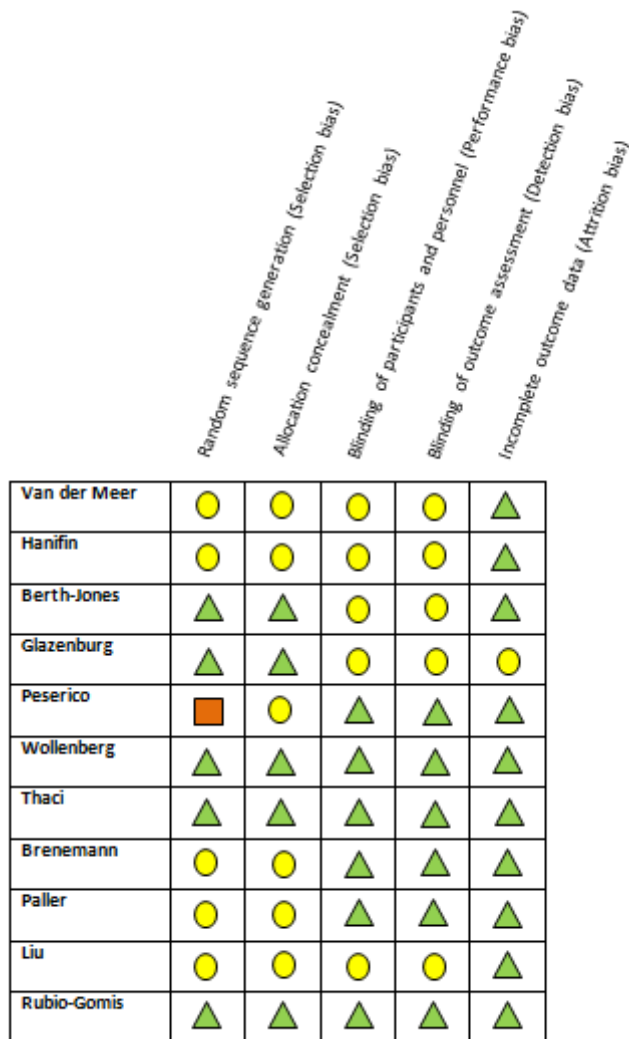 Random sequence generation (Selection bias)
Allocation concealment (Selection bias)
Blinding of participants and personnel (Performance bias)
Blinding of outcome assessment (Detection bias)
Incomplete outcome data (Attrition bias)
Van der Meer
Hanifin
Berth-Jones
Glazenburg
Peserico
Wollenberg
Thaci
Brenemann
Paller
Liu
Rubio-Gomis